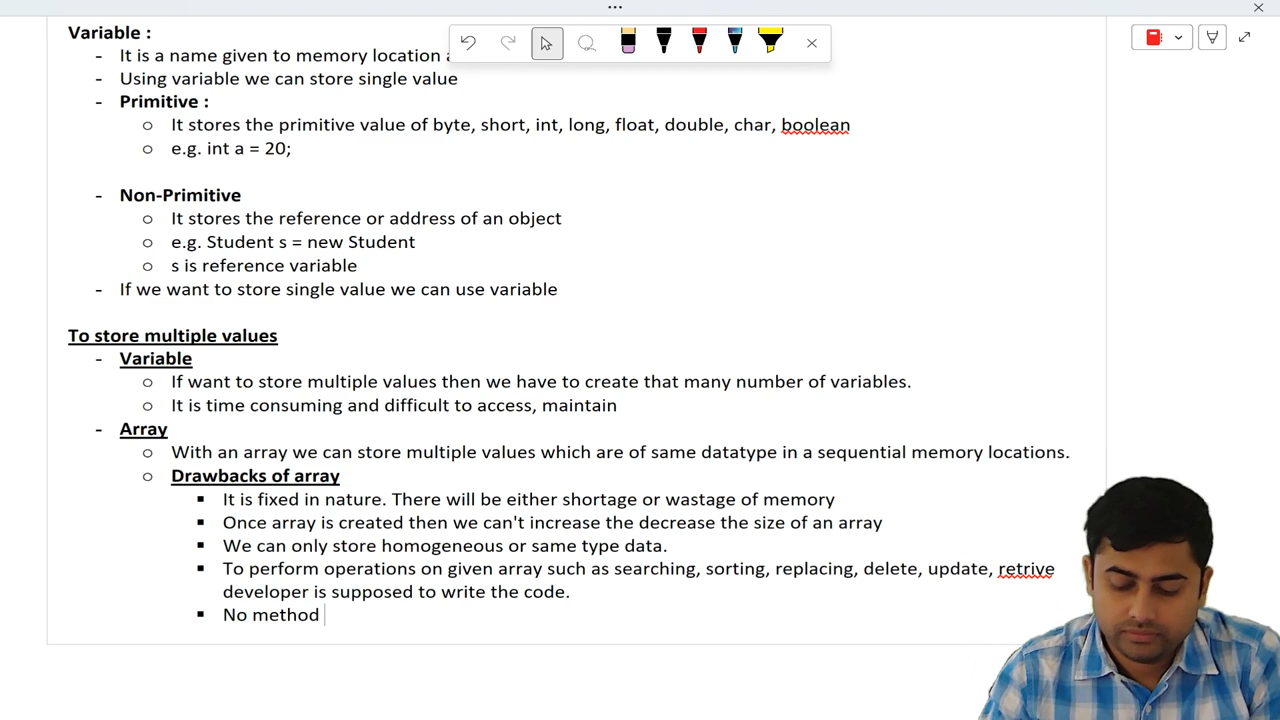 Variable :
- It is a name given to memory location
- Using variable we can store single value
- Primitive :
o It stores the primitive value of byte, short, int, long, float, double, char, boolean
o e.g. int a = 20;
- Non-Primitive
o It stores the reference or address of an object
o e.g. Student s = new Student
o s is reference variable
- If we want to store single value we can use variable
To store multiple values
- Variable
o If want to store multiple values then we have to create that many number of variables.
o It is time consuming and difficult to access, maintain
- Array
o With an array we can store multiple values which are of same datatype in a sequential memory locations.
o Drawbacks of array
▪ It is fixed in nature. There will be either shortage or wastage of memory
▪ Once array is created then we can't increase the decrease the size of an array
▪ We can only store homogeneous or same type data.
▪ To perform operations on given array such as searching, sorting, replacing, delete, update, retrive
developer is supposed to write the code.
▪ No method